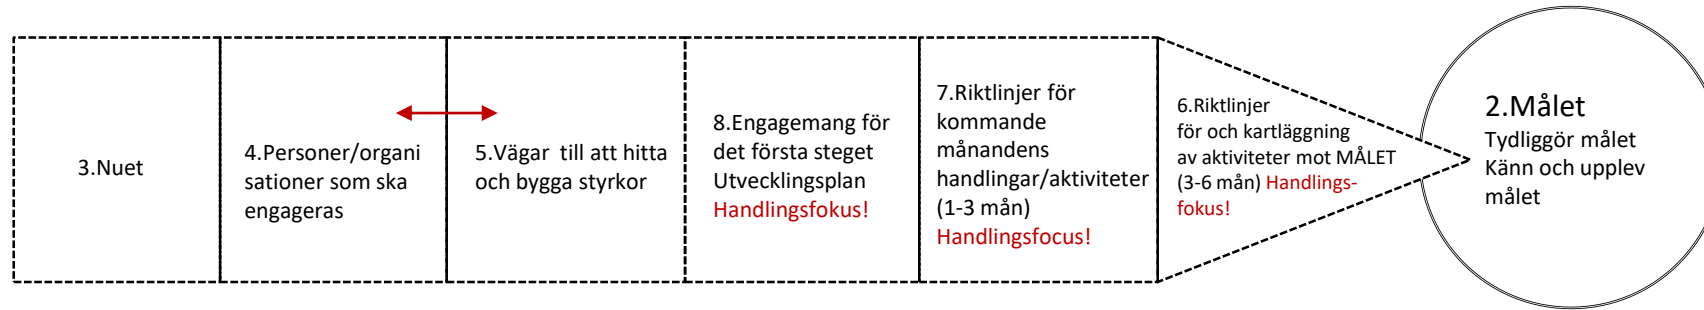 3.Nuet
4.Personer/organi
sationer som ska
engageras
5.Vägar  till att hitta
och bygga styrkor
8.Engagemang för
det första steget
Utvecklingsplan
Handlingsfokus!
7.Riktlinjer för
kommande
månandens
handlingar/aktiviteter
(1-3 mån)
Handlingsfocus!
6.Riktlinjer
för och kartläggning
av aktiviteter mot MÅLET
(3-6 mån) Handlings-
fokus!
2.Målet
Tydliggör målet
Känn och upplev
målet